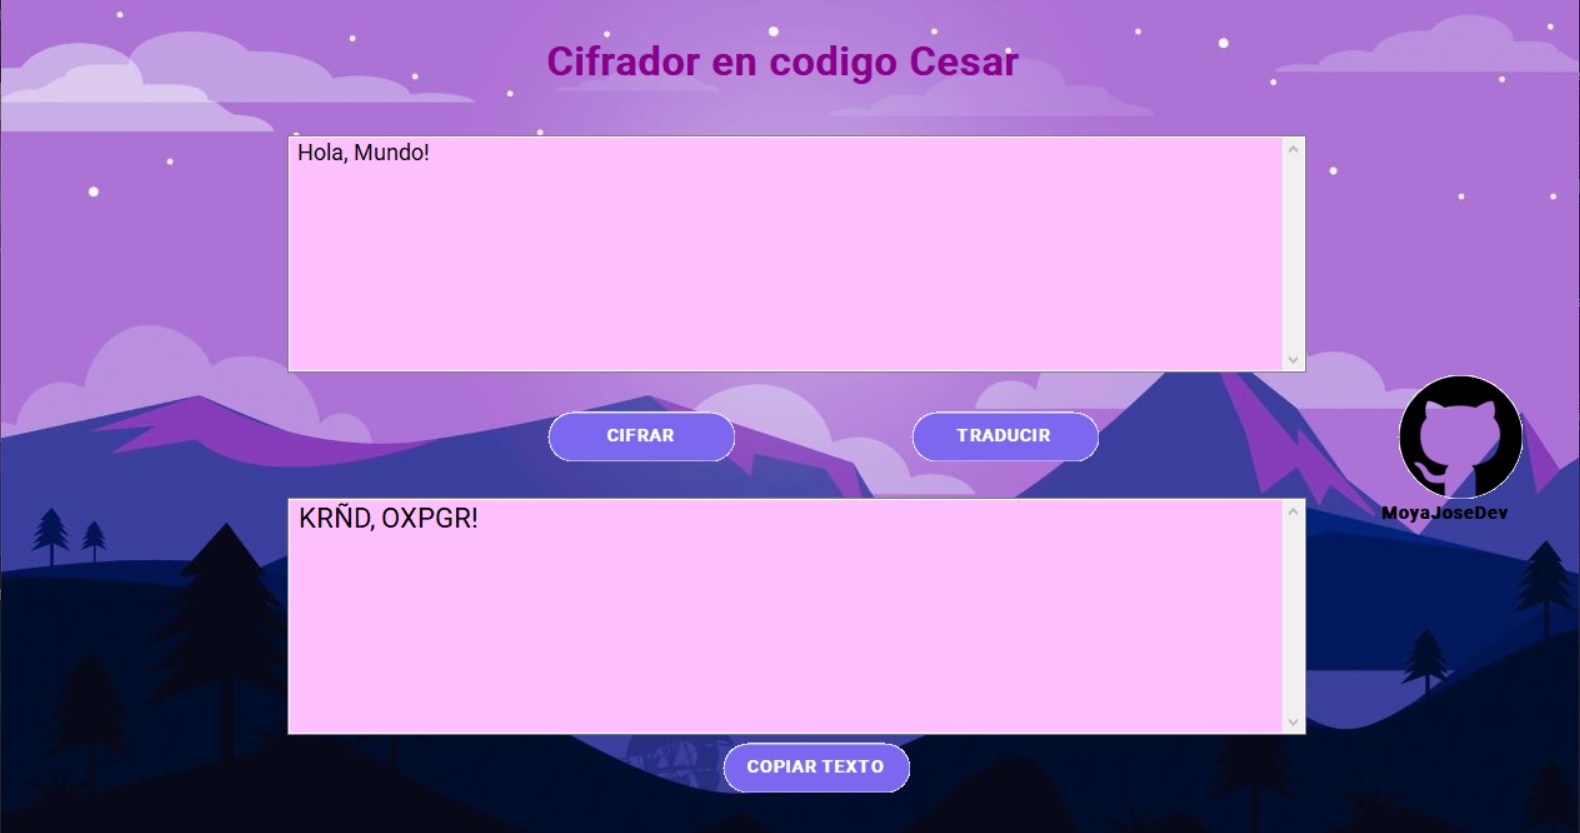 Cifrador en codigo Cesar
Hola, Mundo!
CIFRAR
TRADUCIR
MoyaJoseDev
KRÑD, OXPGR!
COPIAR TEXTO